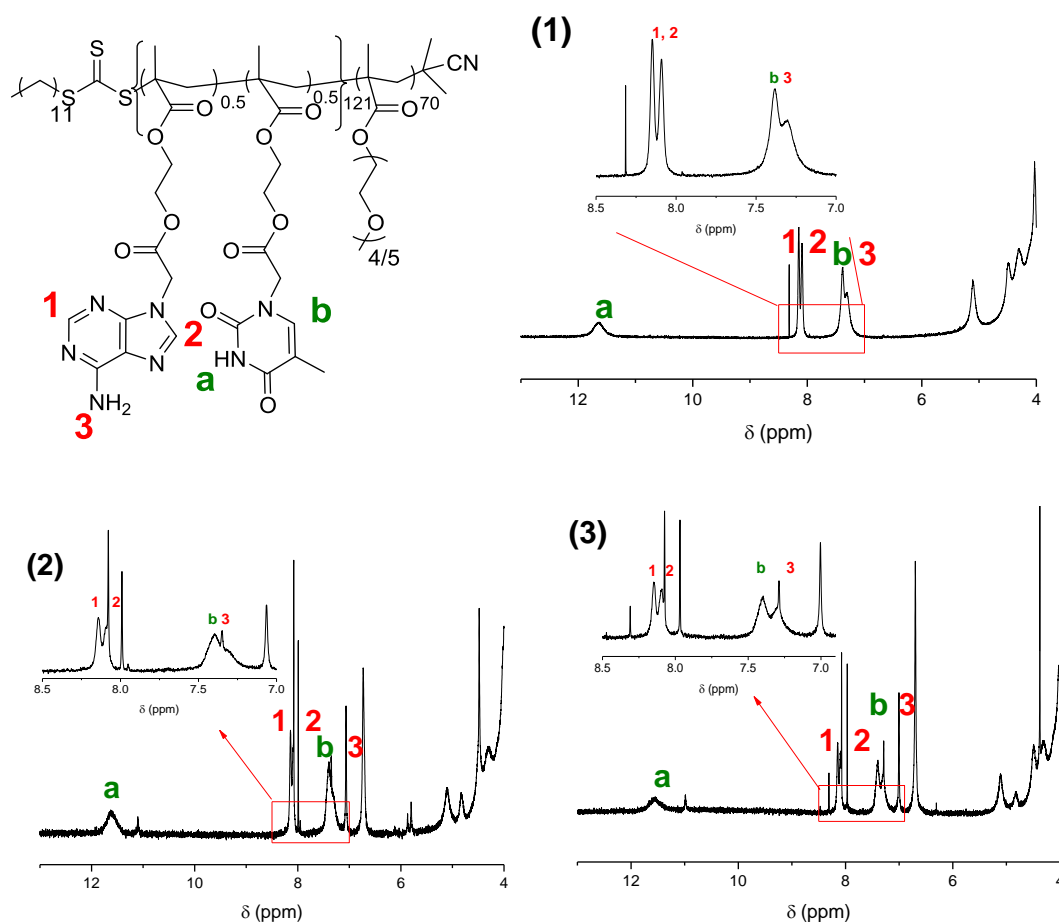 S
CN
S
S
11
0.5
0.5
121
70
O
O
O
O
O
O
O
O
O
O
O
4/5
1
N
N
N
N
2
NH2
3
O
N
b
HN
a
O
(1)
1, 2
b 3
8.5 8.0 7.5 7.0
δ (ppm)
1 2
b 3
a
12 10 8 6 4
δ (ppm)
(2)
1 2
b 3
8.5 8.0 7.5 7.0
δ (ppm)
1 2
b 3
a
12 10 8 6 4
δ (ppm)
(3)
1 2
b 3
8.5 8.0 7.5 7.0
δ (ppm)
b 3
1 2
a
12 10 8 6 4
δ (ppm)